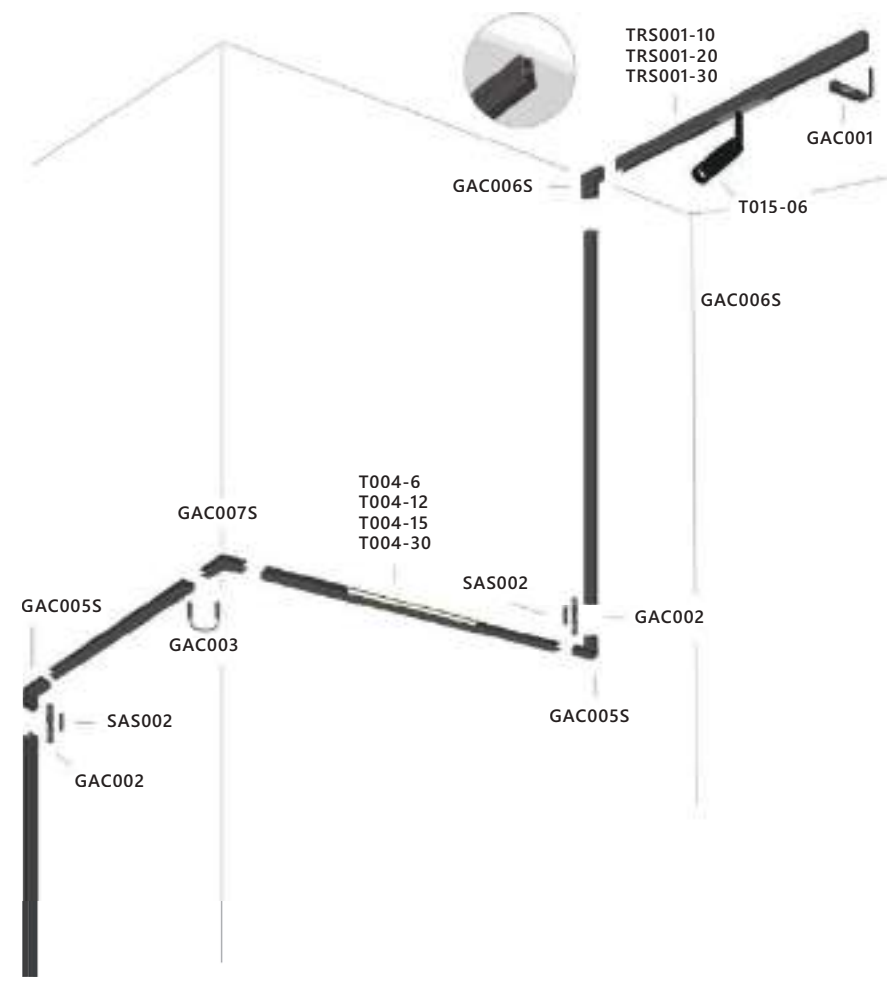 TRS001-10
TRS001-20
TRS001-30
GAC001
GAC006S
T015-06
GAC006S
T004-6
T004-12
T004-15
T004-30
GAC007S
SAS002
GAC005S
GAC002
GAC003
GAC005S
SAS002
GAC002